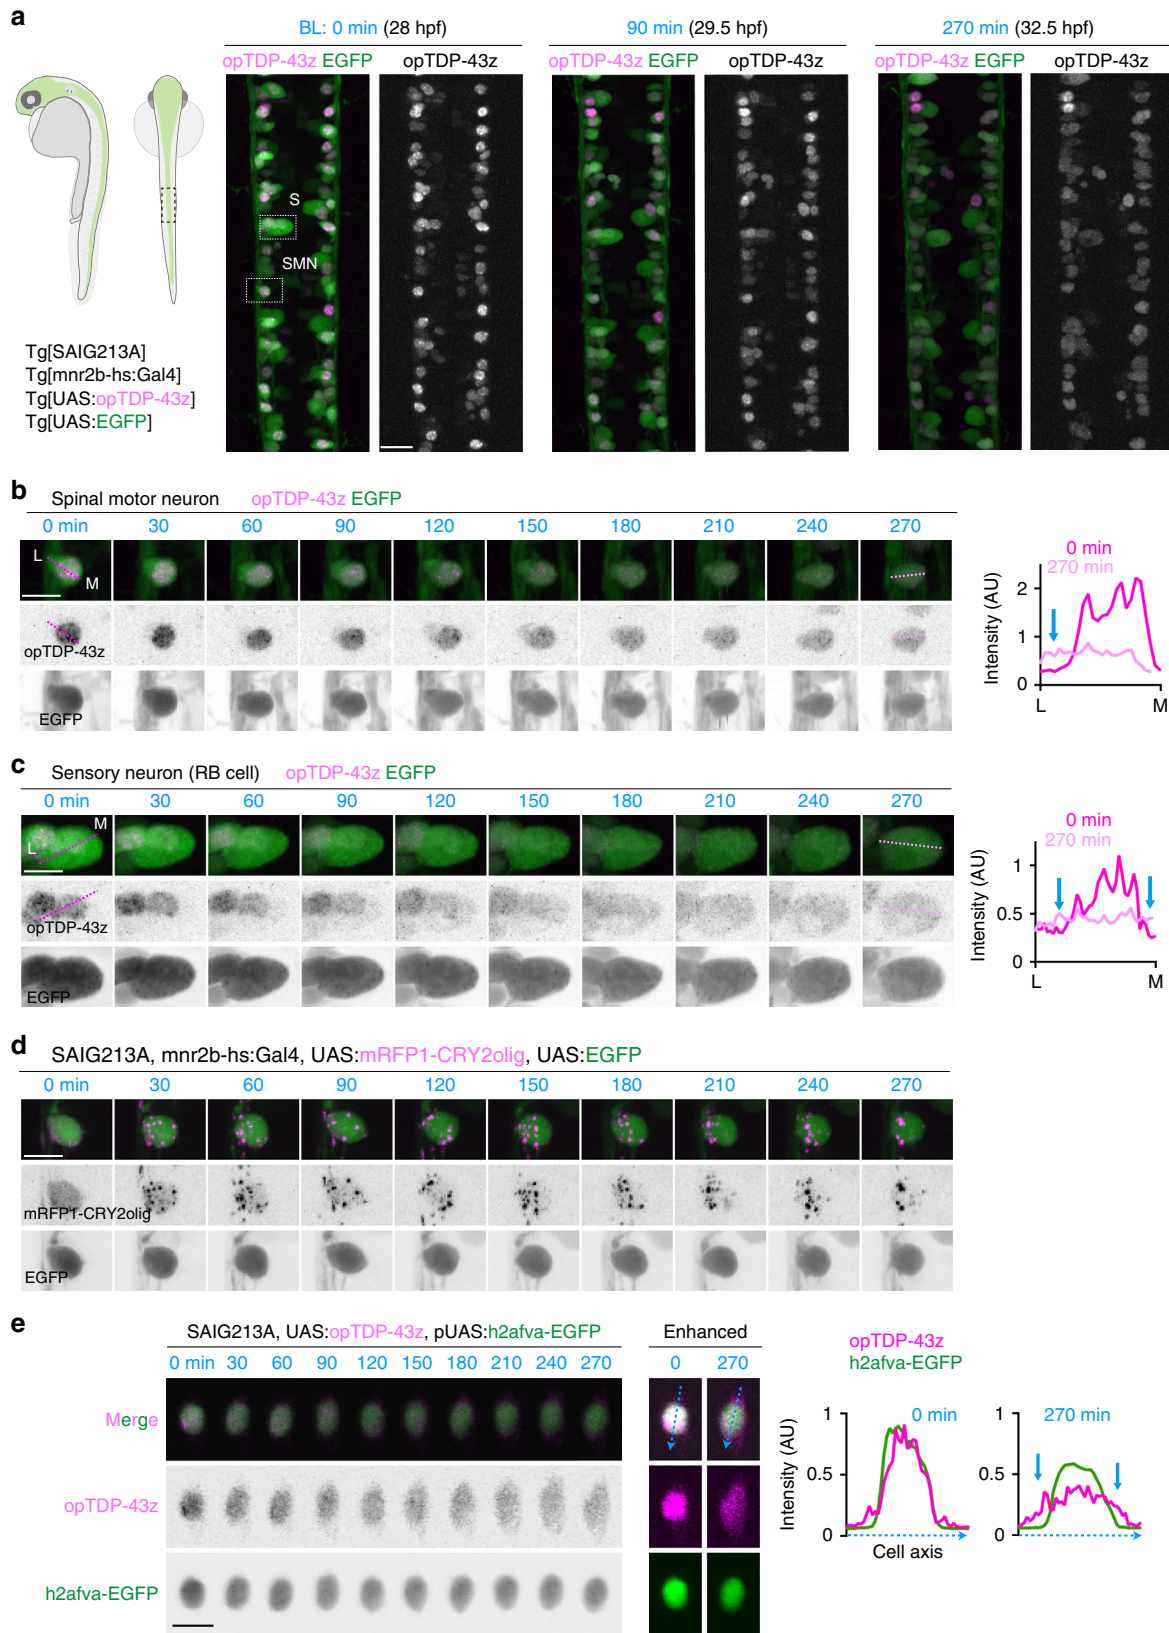 a
BL: 0 min (28 hpf)
90 min (29.5 hpf)
270 min (32.5 hpf)
opTDP-43z EGFP
opTDP-43z
opTDP-43z EGFP
opTDP-43z
opTDP-43z EGFP
opTDP-43z
S
SMN
Tg[SAIG213A]
Tg[mnr2b-hs:Gal4]
Tg[UAS:opTDP-43z]
Tg[UAS:EGFP]
b
Spinal motor neuron opTDP-43z EGFP
0 min 30 60 90 120 150 180 210 240 270
L
M
opTDP-43z
EGFP
0 min
270 min
Intensity (AU)
2
1
0
L M
c
Sensory neuron (RB cell) opTDP-43z EGFP
0 min 30 60 90 120 150 180 210 240 270
M
L
opTDP-43z
EGFP
0 min
270 min
Intensity (AU)
1
0.5
0
L M
d
SAIG213A, mnr2b-hs:Gal4, UAS:mRFP1-CRY2olig, UAS:EGFP
0 min 30 60 90 120 150 180 210 240 270
mRFP1-CRY2olig
EGFP
e
SAIG213A, UAS:opTDP-43z, pUAS:h2afva-EGFP
0 min 30 60 90 120 150 180 210 240 270
Merge
opTDP-43z
h2afva-EGFP
Enhanced
0 270
opTDP-43z
h2afva-EGFP
0 min
Intensity (AU)
1
0.5
0
Cell axis
270 min
1
0.5
0